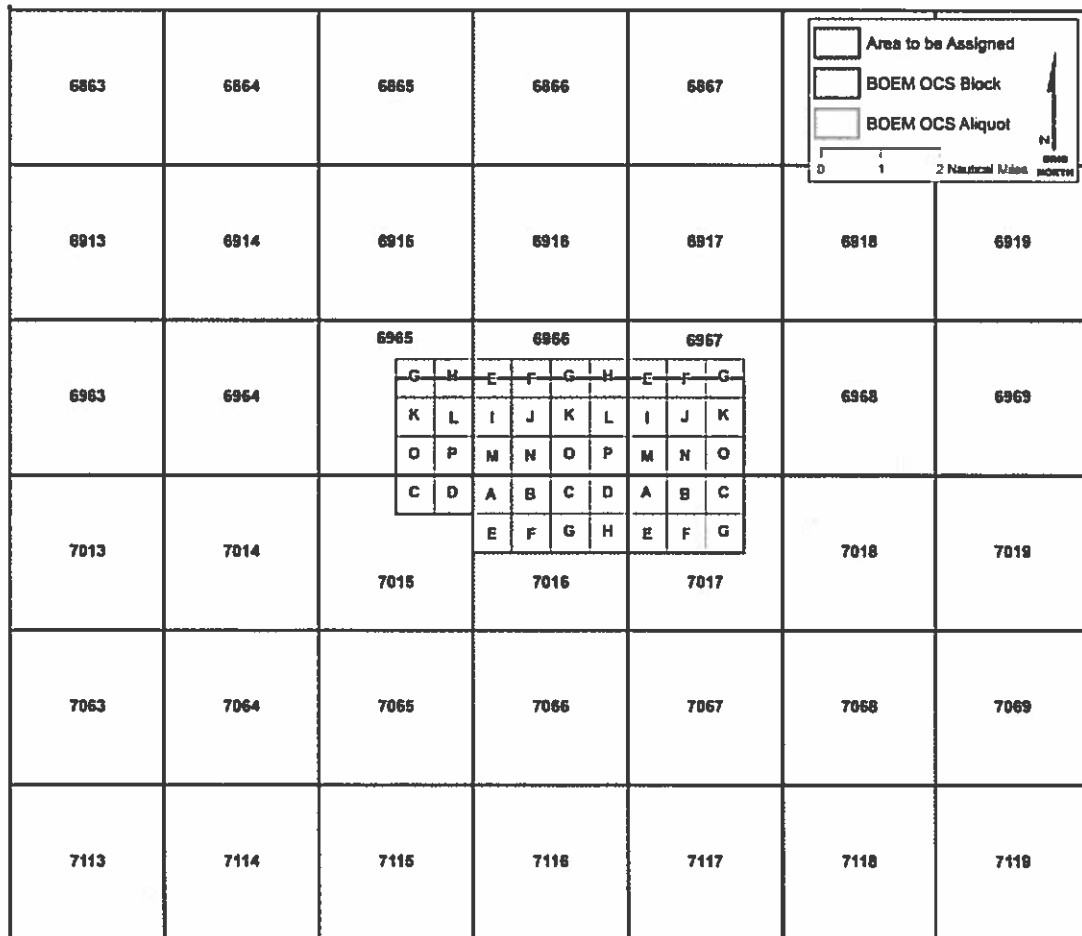 Area to be Assigned
BOEM OCS Block
BOEM OCS Aliquot
0 1 2 Nautical Miles
N
GRID
NORTH
6863 6864 6865 6866 6867
6913 6914 6915 6916 6917 6918 6919
6965 6966 6967
6963 6964 6968 6969
G H E F G H E F G
K L I J K L I J K
O P M N O P M N O
C D A B C D A B C
E F G H E F G
7013 7014 7018 7019
7015 7016 7017
7063 7064 7065 7066 7067 7068 7069
7113 7114 7115 7116 7117 7118 7119